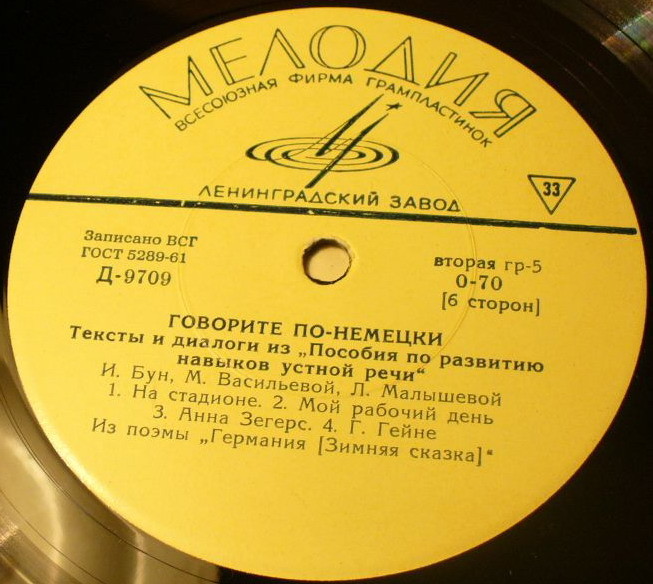 МЕЛОДИЯ
ВСЕСОЮЗНАЯ ФИРМА ГРАМПЛАСТИНОК
ЛЕНИНГРАДСКИЙ ЗАВОД
33
Записано ВСГ
ГОСТ 5289-61
Д-9709
вторая гр-5
0-70
[6 сторон]
ГОВОРИТЕ ПО-НЕМЕЦКИ
Тексты и диалоги из „Пособия по развитию
навыков устной речи“
И. Бун, М. Васильевой, Л. Малышевой
1. На стадионе. 2. Мой рабочий день
3. Анна Зегерс. 4. Г. Гейне
Из поэмы „Германия [Зимняя сказка]“